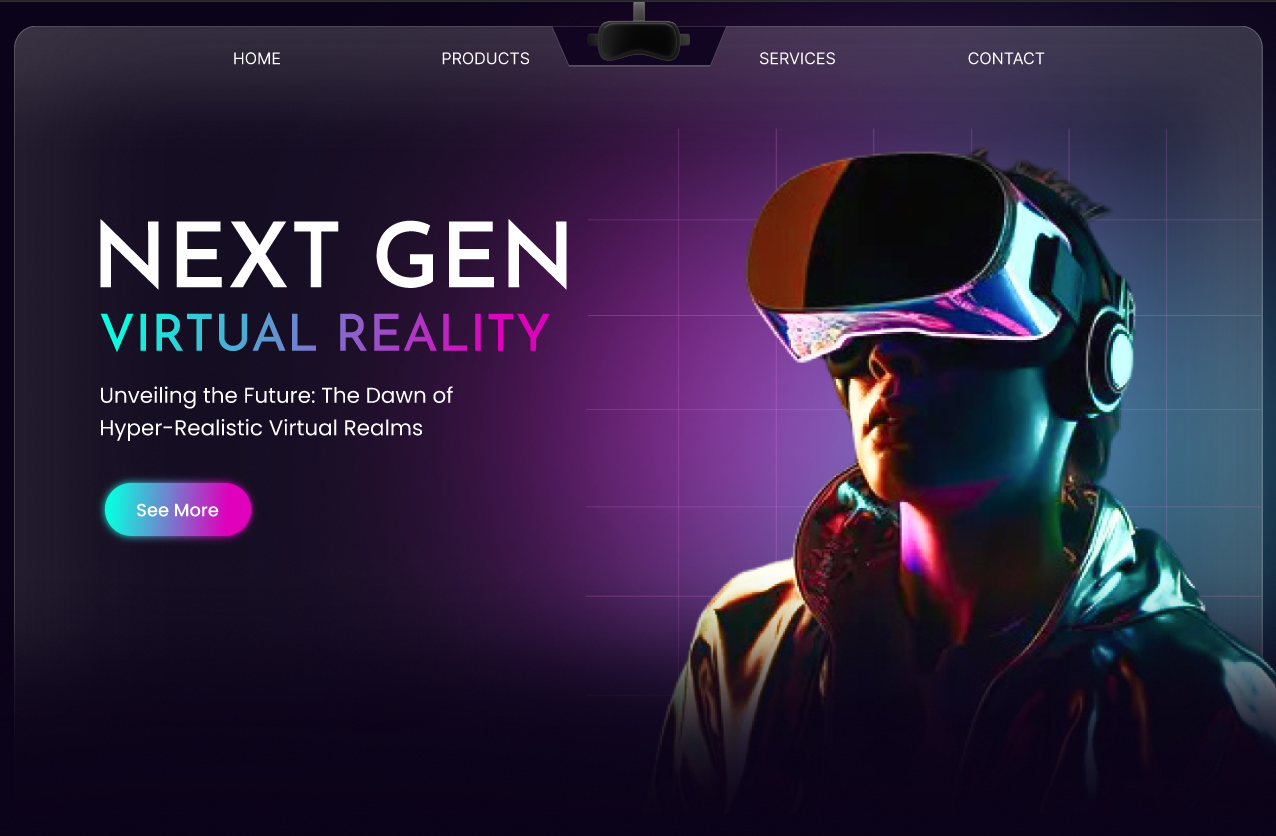 HOME
PRODUCTS
SERVICES
CONTACT
NEXT GEN
VIRTUAL REALITY
Unveiling the Future: The Dawn of
Hyper-Realistic Virtual Realms
See More